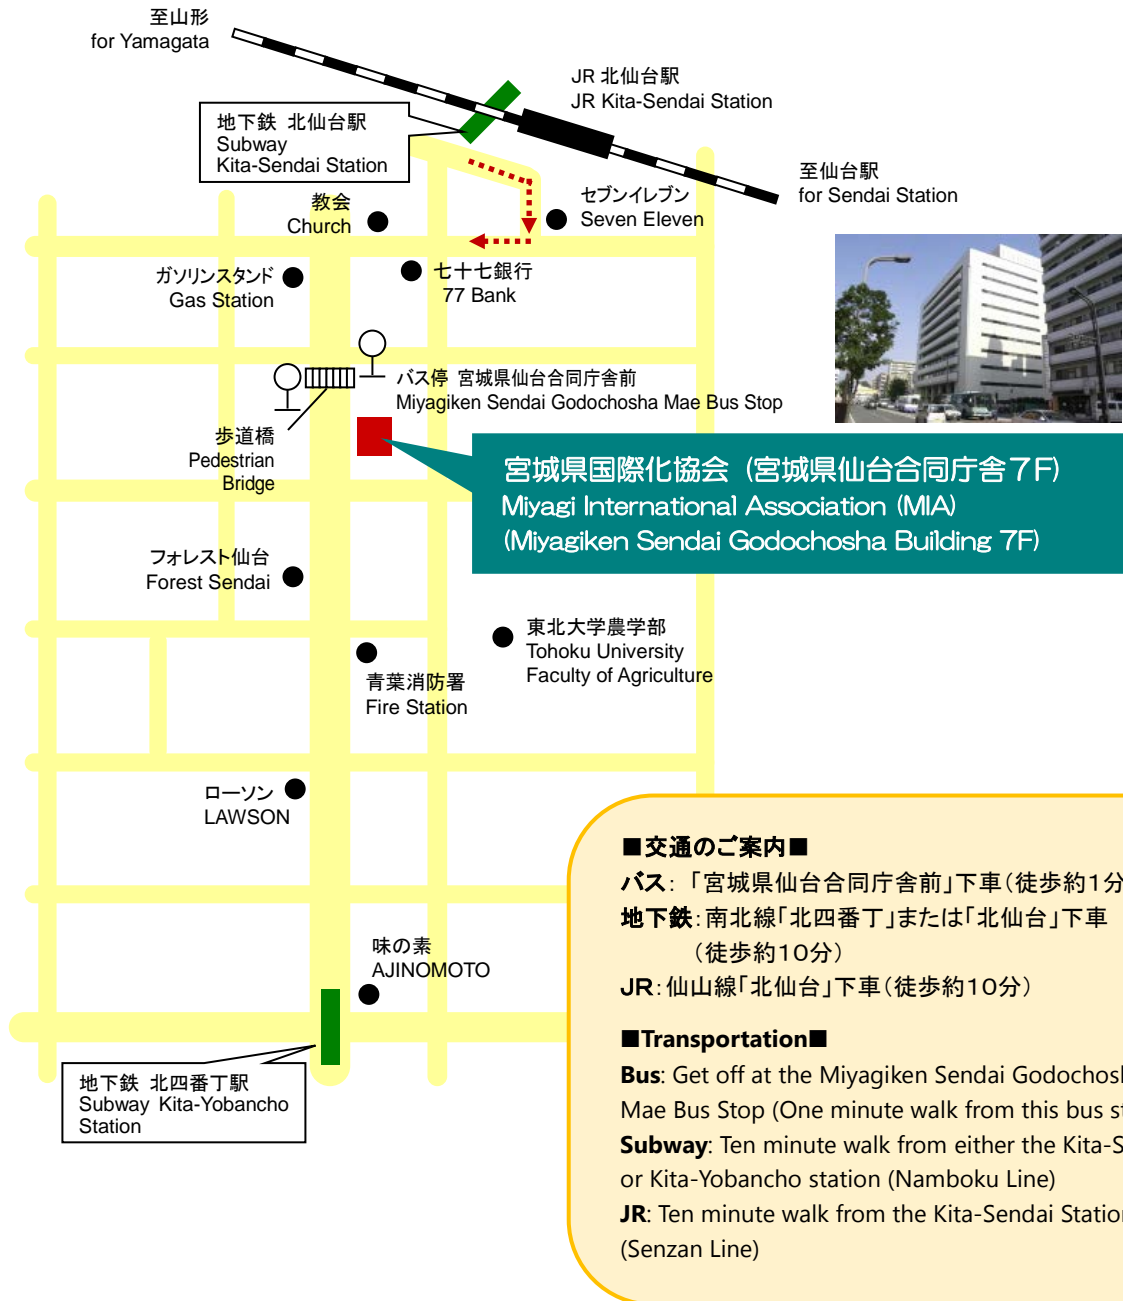 至山形
for Yamagata
JR 北仙台駅
JR Kita-Sendai Station
地下鉄 北仙台駅
Subway
Kita-Sendai Station
至仙台駅
for Sendai Station
教会
Church
セブンイレブン
Seven Eleven
ガソリンスタンド
Gas Station
七十七銀行
77 Bank
バス停 宮城県仙台合同庁舎前
Miyagiken Sendai Godochosha Mae Bus Stop
歩道橋
Pedestrian
Bridge
宮城県国際化協会 (宮城県仙台合同庁舎7F)
Miyagi International Association (MIA)
(Miyagiken Sendai Godochosha Building 7F)
フォレスト仙台
Forest Sendai
東北大学農学部
Tohoku University
Faculty of Agriculture
青葉消防署
Fire Station
ローソン
LAWSON
味の素
AJINOMOTO
地下鉄 北四番丁駅
Subway Kita-Yobancho
Station
■交通のご案内■
バス: 「宮城県仙台合同庁舎前」下車(徒歩約1分
地下鉄:南北線「北四番丁」または「北仙台」下車
(徒歩約10分)
JR:仙山線「北仙台」下車(徒歩約10分)
■Transportation■
Bus: Get off at the Miyagiken Sendai
Mae Bus Stop (One minute walk from this bus
Subway: Ten minute walk from either the
or Kita-Yobancho station (Namboku Line)
JR: Ten minute walk from the Kita-Sendai Station
(Senzan Line)